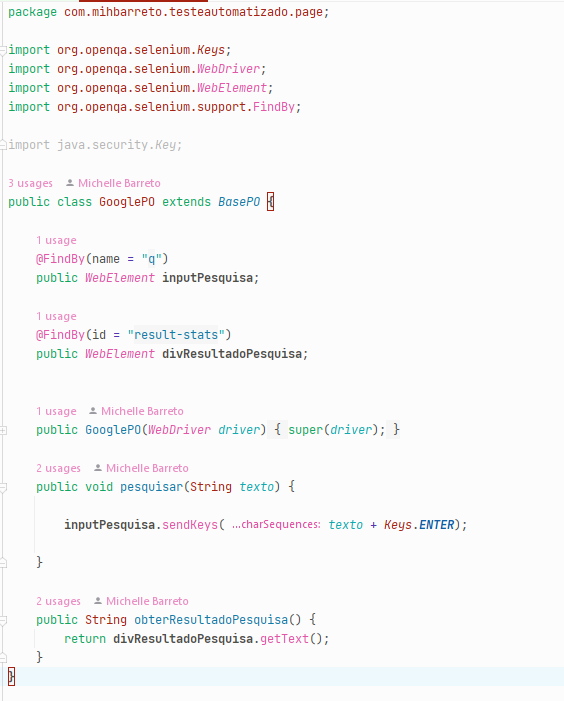 package com.mihbarreto.testeautomatizado.page;
import org.openqa.selenium.Keys;
import org.openqa.selenium.WebDriver;
import org.openqa.selenium.WebElement;
import org.openqa.selenium.support.FindBy;
import java.security.Key;
3 usages Michelle Barreto
public class GooglePO extends BasePO {
1 usage
@FindBy(name = "q")
public WebElement inputPesquisa;
1 usage
@FindBy(id = "result-stats")
public WebElement divResultadoPesquisa;
1 usage Michelle Barreto
public GooglePO(WebDriver driver) { super(driver); }
2 usages Michelle Barreto
public void pesquisar(String texto) {
inputPesquisa.sendKeys( ...charSequences: texto + Keys.ENTER);
}
2 usages Michelle Barreto
public String obterResultadoPesquisa() {
return divResultadoPesquisa.getText();
}
}